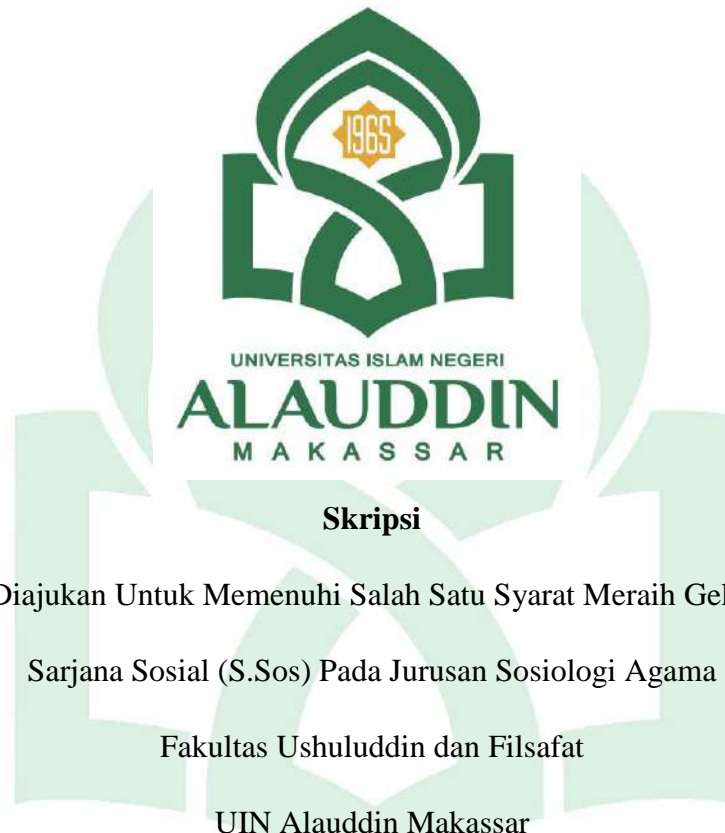 1965
UNIVERSITAS ISLAM NEGERI
ALAUDDIN
MAKASSAR
Skripsi
Diajukan Untuk Memenuhi Salah Satu Syarat Meraih
Sarjana Sosial (S.Sos) Pada Jurusan Sosiologi Agama
Fakultas Ushuluddin dan Filsafat
UIN Alauddin Makassar